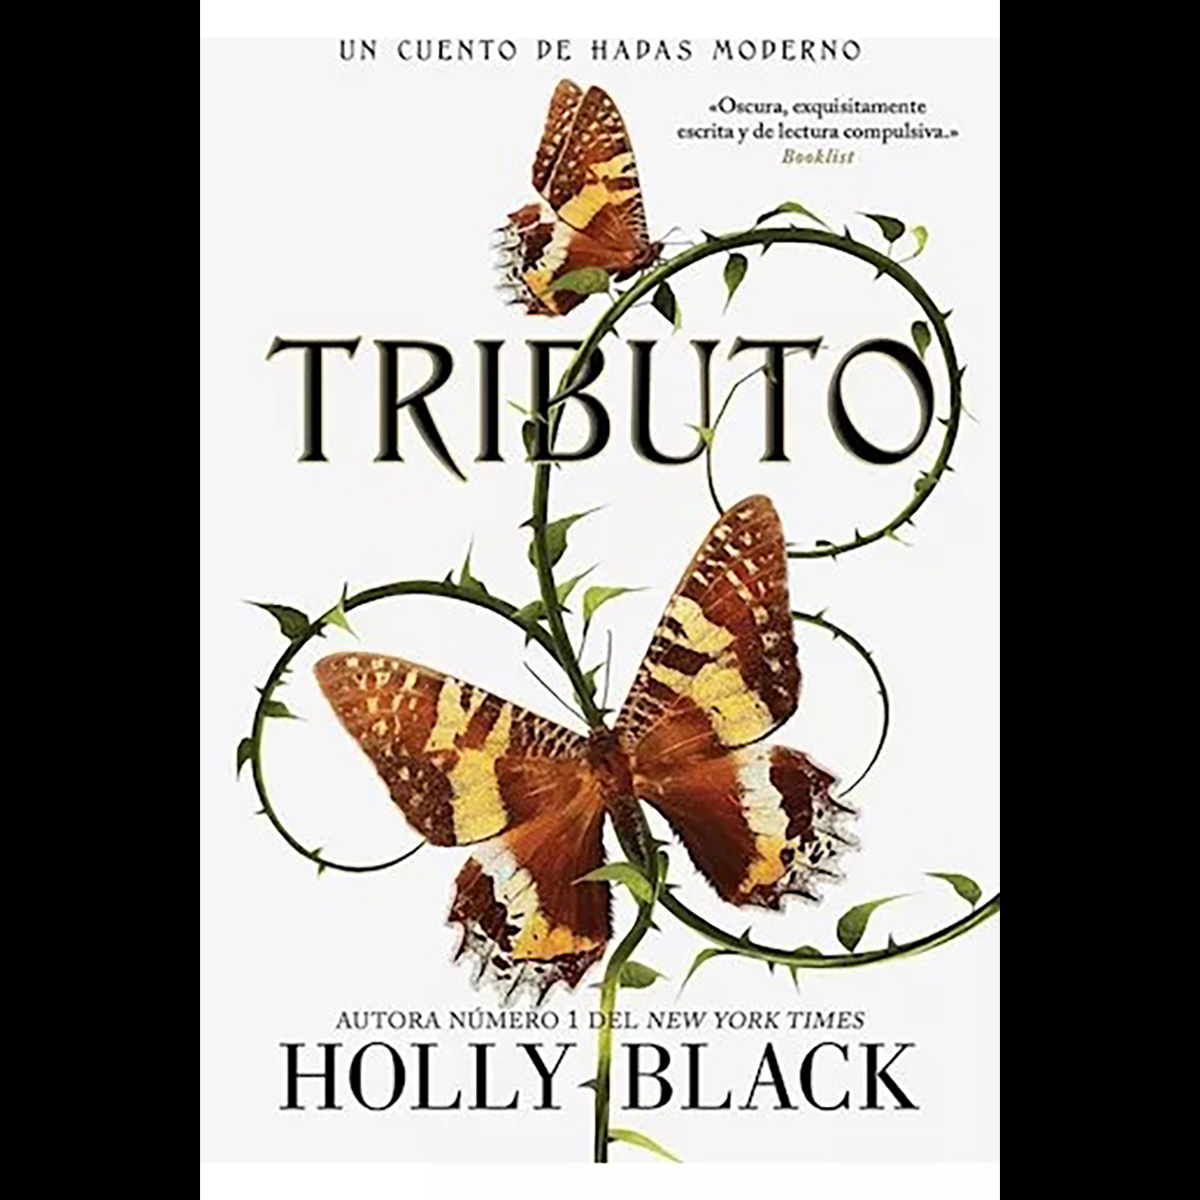 UN CUENTO DE HADAS MODERNO
«Oscura, exquisitamente
escrita y de lectura compulsiva.»
Booklist
TRIBUTO
AUTORA NÚMERO 1 DEL NEW YORK TIMES
HOLLY BLACK